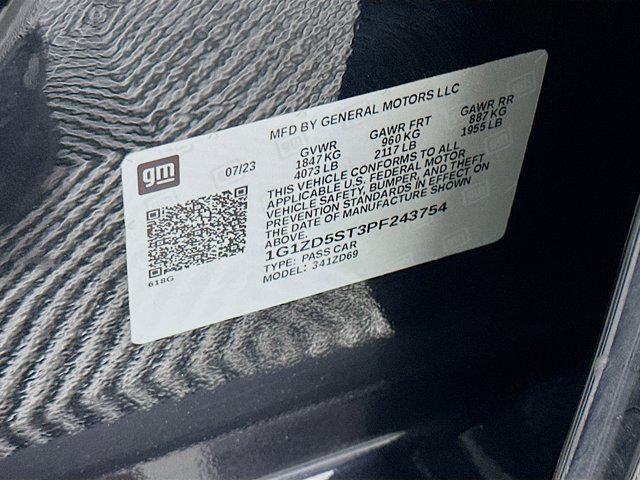 MFD BY GENERAL MOTORS LLC
gm
07/23
GVWR GAWR FRT GAWR RR
1847 KG 960 KG 887 KG
4073 LB 2117 LB 1955 LB
THIS VEHICLE CONFORMS TO ALL
APPLICABLE U.S. FEDERAL MOTOR
VEHICLE SAFETY, BUMPER, AND THEFT
PREVENTION STANDARDS IN EFFECT ON
THE DATE OF MANUFACTURE SHOWN
ABOVE.
1G1ZD5ST3PF243754
TYPE: PASS CAR
MODEL: 341ZD69
618G